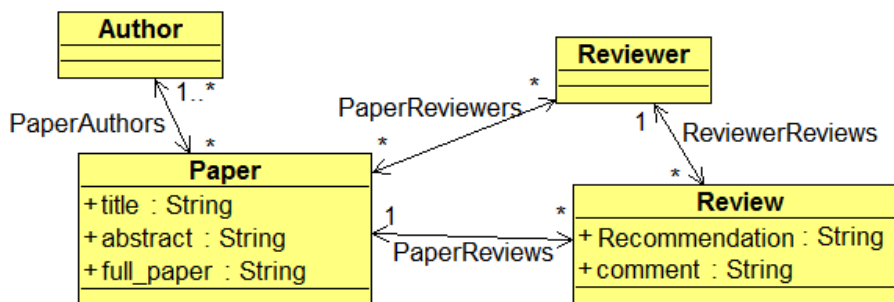 Author
Reviewer
1..*
*
PaperReviewers
PaperAuthors
1
ReviewerReviews
*
*
*
Paper
+title : String
+abstract : String
+full_paper : String
1
*
PaperReviews
Review
+Recommendation : String
+comment : String